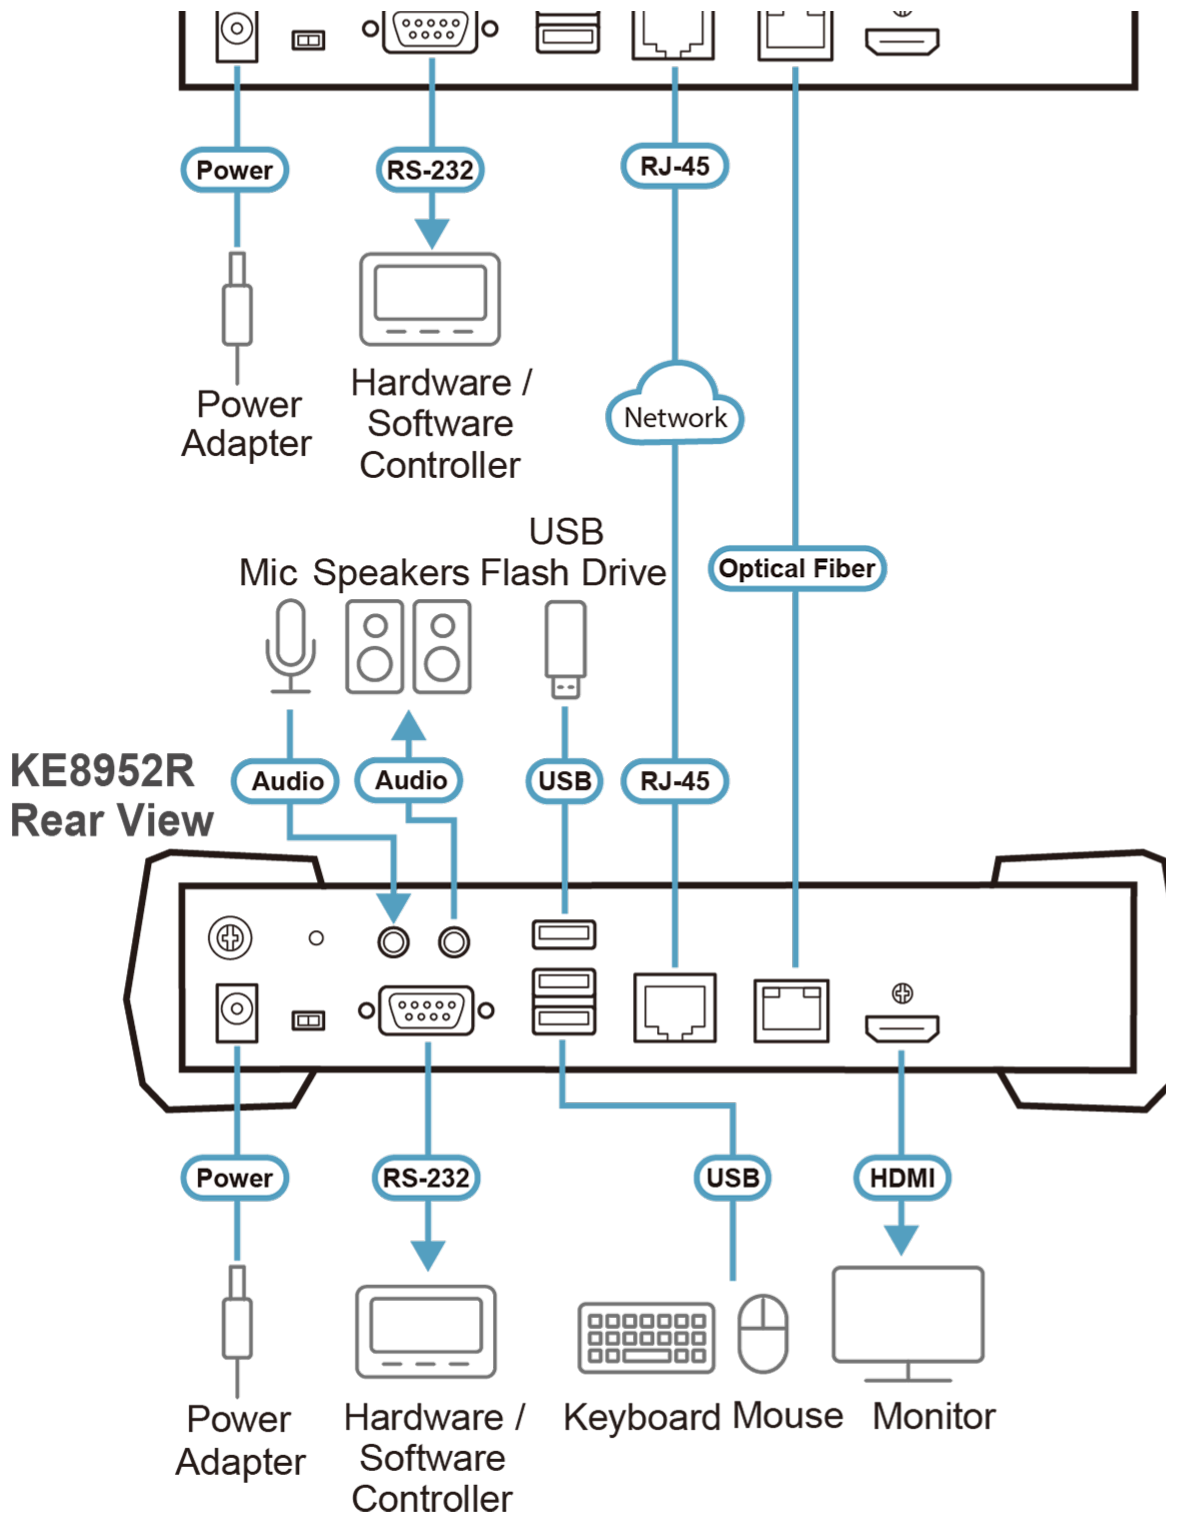 Power
RS-232
RJ-45
Power
Adapter
Hardware /
Software
Controller
Network
Optical Fiber
Mic
Speakers
USB
Flash Drive
KE8952R
Rear View
Audio
Audio
USB
RJ-45
Power
RS-232
USB
HDMI
Power
Adapter
Hardware /
Software
Controller
Keyboard
Mouse
Monitor